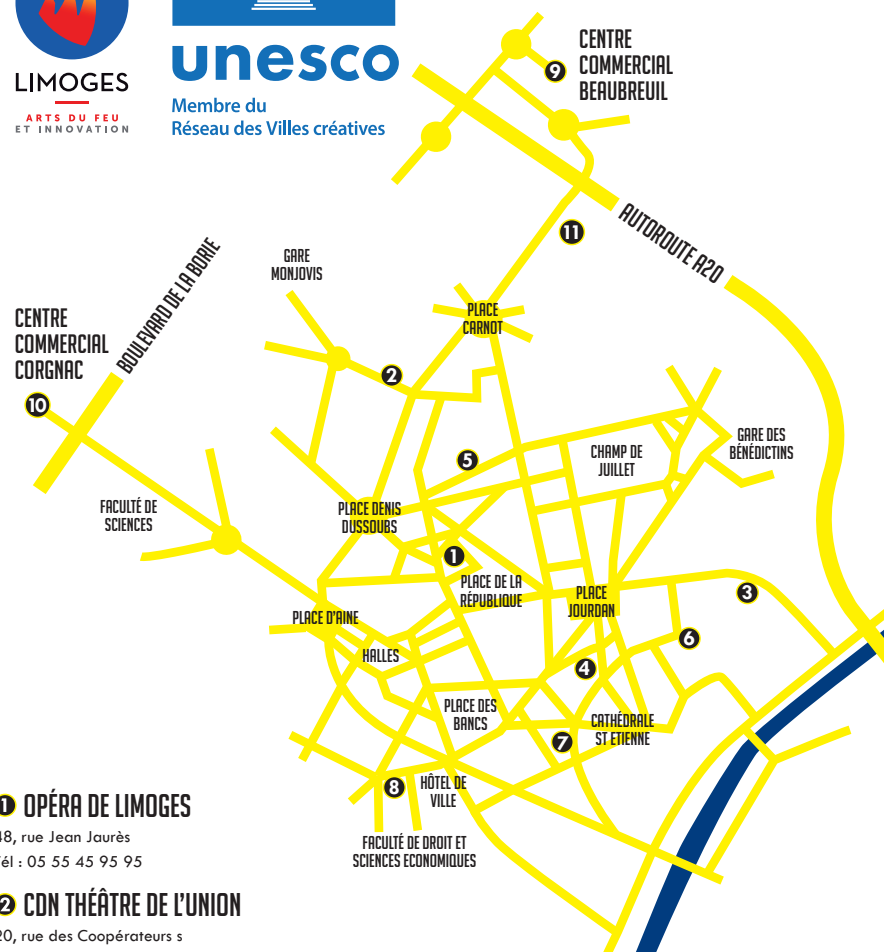 LIMOGES
ARTS DU FEU
ET INNOVATION
unesco
Membre du
Réseau des Villes créatives
9
CENTRE
COMMERCIAL
BEAUBREUIL
AUTOROUTE A20
11
GARE
MONJOVIS
BOULEVARD DE LA BORIE
PLACE
CARNOT
CENTRE
COMMERCIAL
CORGNAC
10
2
5
CHAMP DE
JUILLET
GARE DES
BÉNÉDICTINS
FACULTÉ DE
SCIENCES
PLACE DENIS
DUSSOUBS
1
PLACE DE LA
RÉPUBLIQUE
PLACE
JOURDAN
3
PLACE D'AINE
HALLES
6
4
PLACE DES
BANCS
CATHÉDRALE
ST ETIENNE
7
8
HÔTEL DE
VILLE
FACULTÉ DE DROIT ET
SCIENCES ECONOMIQUES
1 OPÉRA DE LIMOGES
48, rue Jean Jaurès
Tél : 05 55 45 95 95
2 CDN THÉÂTRE DE L'UNION
20, rue des Coopérateurs s